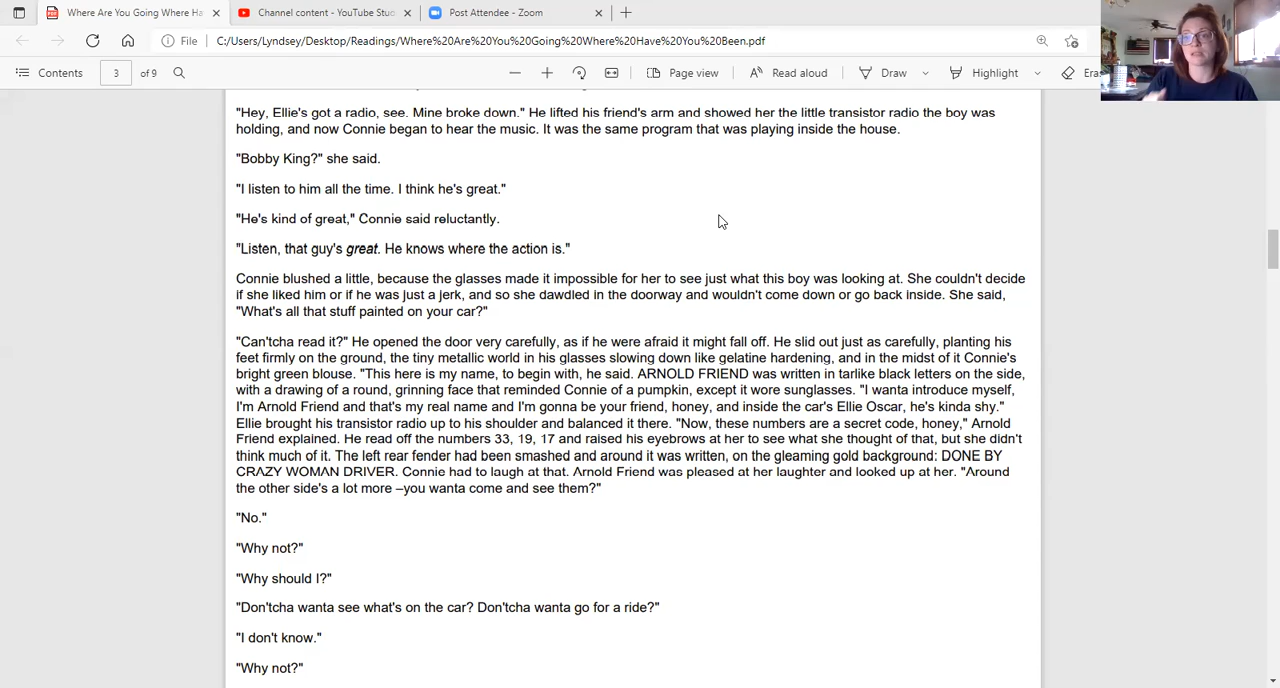 Where Are You Going Where Ha
Channel content - YouTube Stud
Post Attendee - Zoom
File
C:/Users/Lyndsey/Desktop/Readings/Where%20Are%20You%20Going%20Where%20Have%20You%20Been.pdf
Contents
3
of 9
Page view
Read aloud
Draw
Highlight
Era
"Hey, Ellie's got a radio, see. Mine broke down." He lifted his friend's arm and showed her the little transistor radio the boy was
holding, and now Connie began to hear the music. It was the same program that was playing inside the house.
"Bobby King?" she said.
"I listen to him all the time. I think he's great."
"He's kind of great," Connie said reluctantly.
"Listen, that guy's great. He knows where the action is."
Connie blushed a little, because the glasses made it impossible for her to see just what this boy was looking at. She couldn't decide
if she liked him or if he was just a jerk, and so she dawdled in the doorway and wouldn't come down or go back inside. She said,
"What's all that stuff painted on your car?"
"Can'tcha read it?" He opened the door very carefully, as if he were afraid it might fall off. He slid out just as carefully, planting his
feet firmly on the ground, the tiny metallic world in his glasses slowing down like gelatine hardening, and in the midst of it Connie's
bright green blouse. "This here is my name, to begin with, he said. ARNOLD FRIEND was written in tarlike black letters on the side,
with a drawing of a round, grinning face that reminded Connie of a pumpkin, except it wore sunglasses. "I wanta introduce myself,
I'm Arnold Friend and that's my real name and I'm gonna be your friend, honey, and inside the car's Ellie Oscar, he's kinda shy."
Ellie brought his transistor radio up to his shoulder and balanced it there. "Now, these numbers are a secret code, honey," Arnold
Friend explained. He read off the numbers 33, 19, 17 and raised his eyebrows at her to see what she thought of that, but she didn't
think much of it. The left rear fender had been smashed and around it was written, on the gleaming gold background: DONE BY
CRAZY WOMAN DRIVER. Connie had to laugh at that. Arnold Friend was pleased at her laughter and looked up at her. "Around
the other side's a lot more –you wanta come and see them?"
"No."
"Why not?"
"Why should I?"
"Don'tcha wanta see what's on the car? Don'tcha wanta go for a ride?"
"I don't know."
"Why not?"